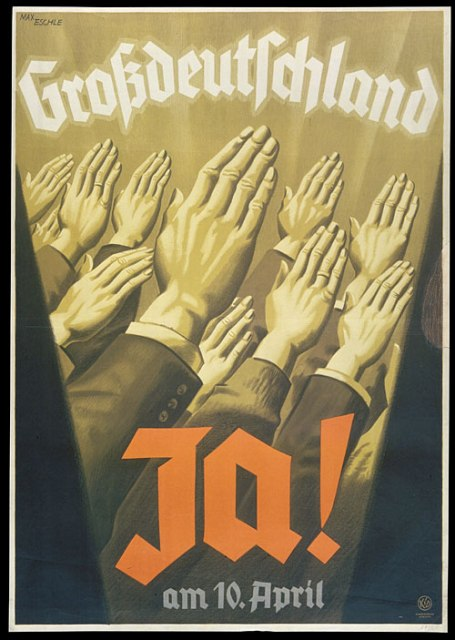 MAX
ESCHLE
Großdeutſchland
Ja!
am 10. April